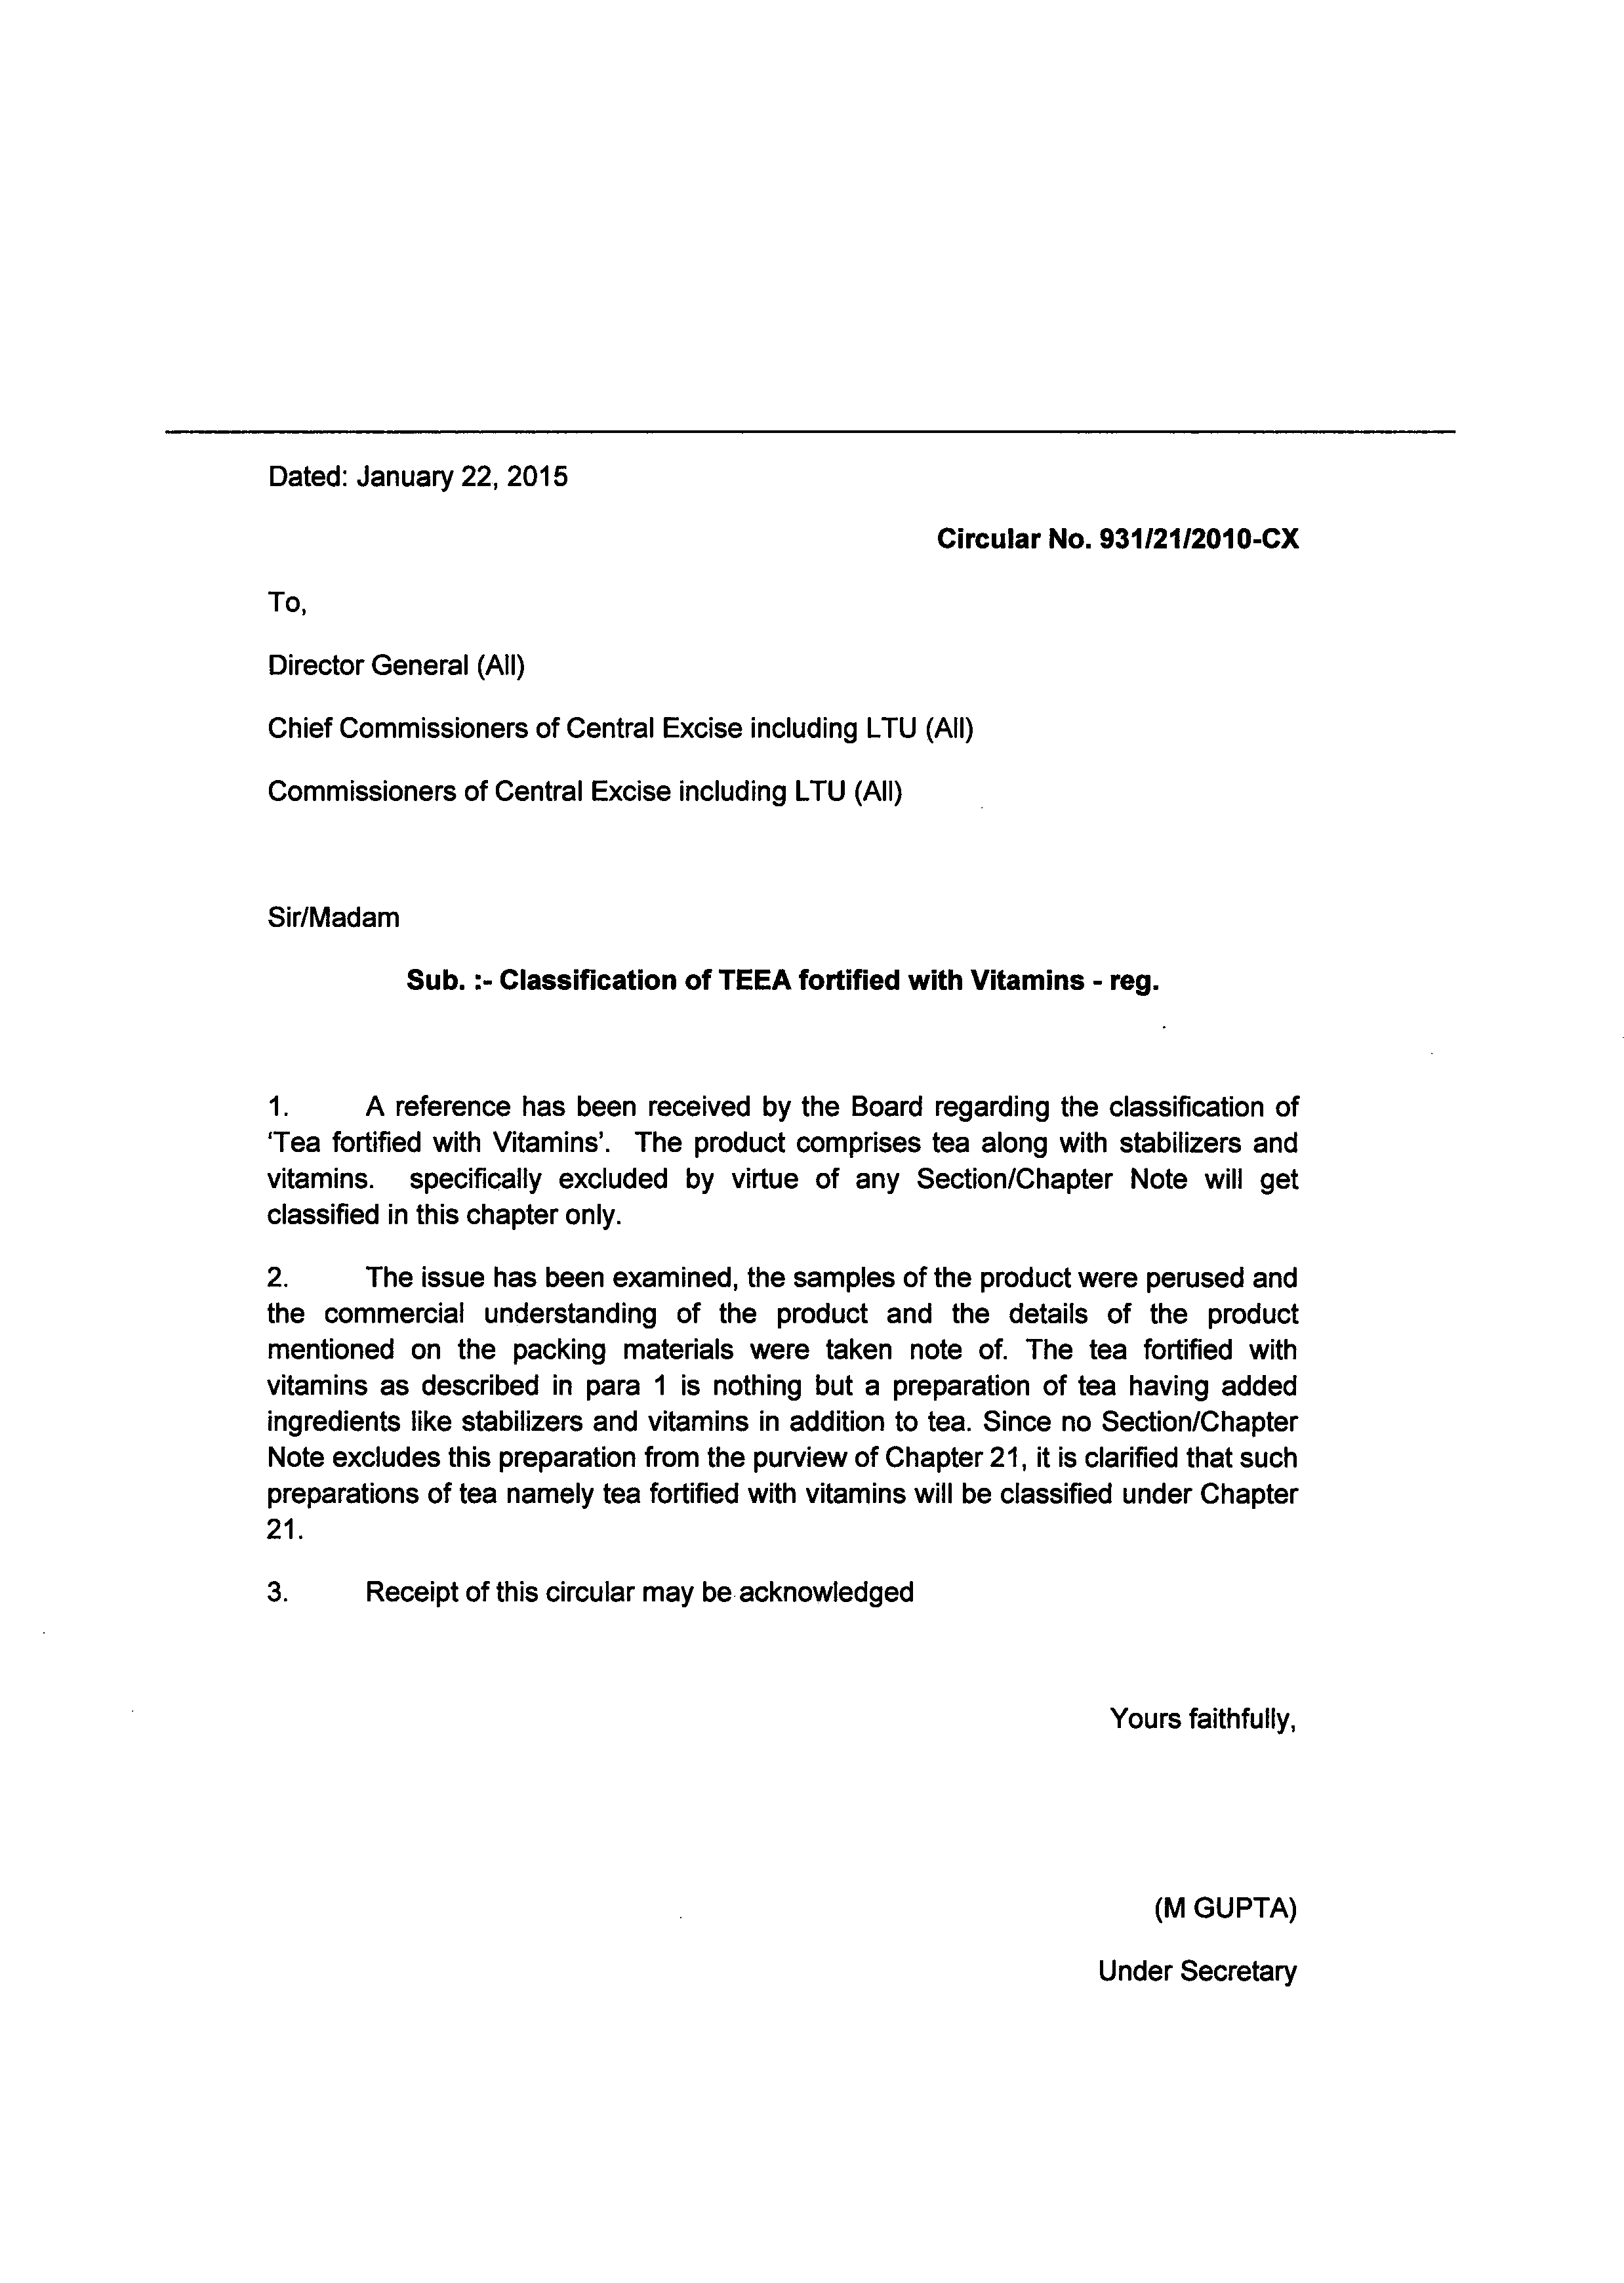 Dated: January 22, 2015
Circular No. 931/21/2010-CX
To,
Director General (All)
Chief Commissioners of Central Excise including LTU (All)
Commissioners of Central Excise including LTU (All)
Sir/Madam
Sub. :- Classification of TEEA fortified with Vitamins - reg.
1. A reference has been received by the Board regarding the classification of
‘Tea fortified with Vitamins’. The product comprises tea along with stabilizers and
vitamins. specifically excluded by virtue of any Section/Chapter Note will get
classified in this chapter only.
2. The issue has been examined, the samples of the product were perused and
the commercial understanding of the product and the details of the product
mentioned on the packing materials were taken note of. The tea fortified with
vitamins as described in para 1 is nothing but a preparation of tea having added
ingredients like stabilizers and vitamins in addition to tea. Since no Section/Chapter
Note excludes this preparation from the purview of Chapter 21, it is clarified that such
preparations of tea namely tea fortified with vitamins will be classified under Chapter
21.
3. Receipt of this circular may be acknowledged
Yours faithfully,
(M GUPTA)
Under Secretary